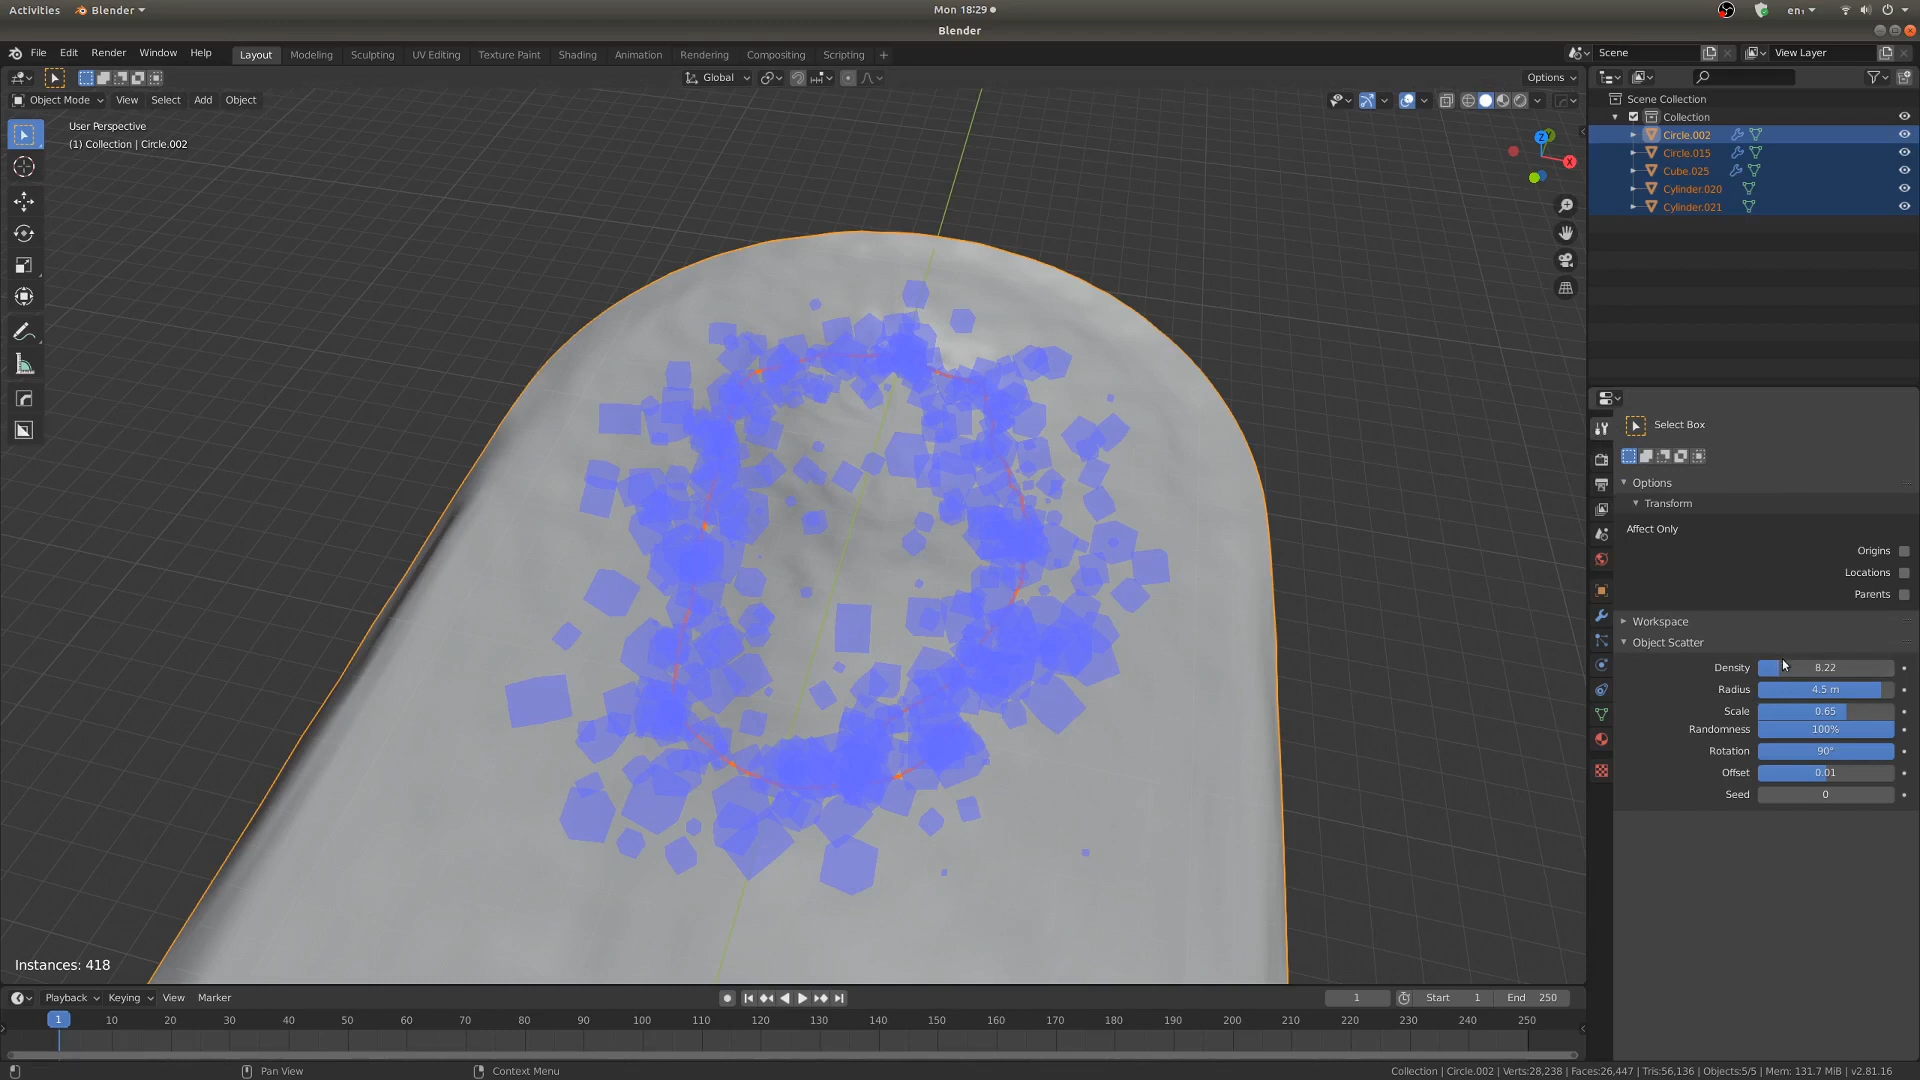 Activities Blender Mon 18:29 en₁
Blender
File Edit Render Window Help Layout Modeling Sculpting UV Editing Texture Paint Shading Animation Rendering Compositing Scripting + Scene View Layer
Global Options
Object Mode View Select Add Object
User Perspective
(1) Collection | Circle.002
Z
Y
X
Scene Collection
Collection
Circle.002
Circle.015
Cube.025
Cylinder.020
Cylinder.021
Select Box
Options
Transform
Affect Only
Origins
Locations
Parents
Workspace
Object Scatter
Density 8.22
Radius 4.5 m
Scale 0.65
Randomness 100%
Rotation 90°
Offset 0.01
Seed 0
Instances: 418
Playback Keying View Marker 1 Start 1 End 250
1 10 20 30 40 50 60 70 80 90 100 110 120 130 140 150 160 170 180 190 200 210 220 230 240 250
Pan View Context Menu Collection | Circle.002 | Verts:28,238 | Faces:26,447 | Tris:56,136 | Objects:5/5 | Mem: 131.7 MiB | v2.81.16